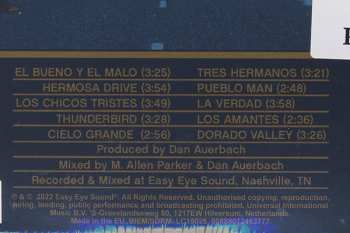 EL BUENO Y EL MALO (3:25) TRES HERMANOS (3:21)
HERMOSA DRIVE (3:54) PUEBLO MAN (2:48)
LOS CHICOS TRISTES (3:49) LA VERDAD (3:58)
THUNDERBIRD (3:28) LOS AMANTES (2:36)
CIELO GRANDE (2:56) DORADO VALLEY (3:26)
Produced by Dan Auerbach
Mixed by M. Allen Parker & Dan Auerbach
Recorded & Mixed at Easy Eye Sound, Nashville, TN
℗ & © 2022 Easy Eye Sound. Unauthorised copying, reproduction,
hiring, lending, public performance and broadcasting prohibited. Universal International
Music B.V. 's-Gravelandseweg 80, 1217EW Hilversum, Netherlands.
Made in the EU.